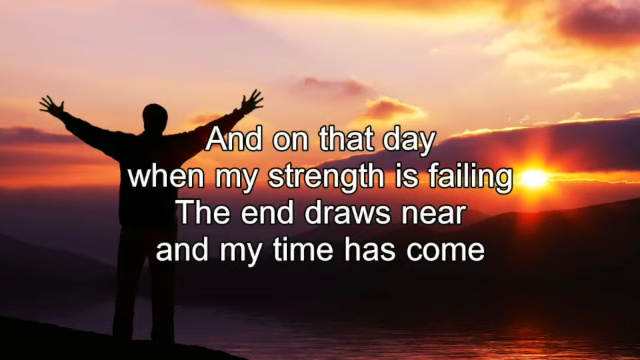 And on that day
when my strength is failing
The end draws near
and my time has come